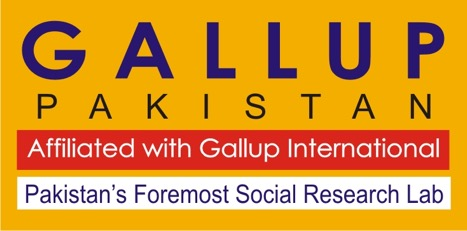 GALLUP
PAKISTAN
Affiliated with Gallup International
Pakistan's Foremost Social Research Lab